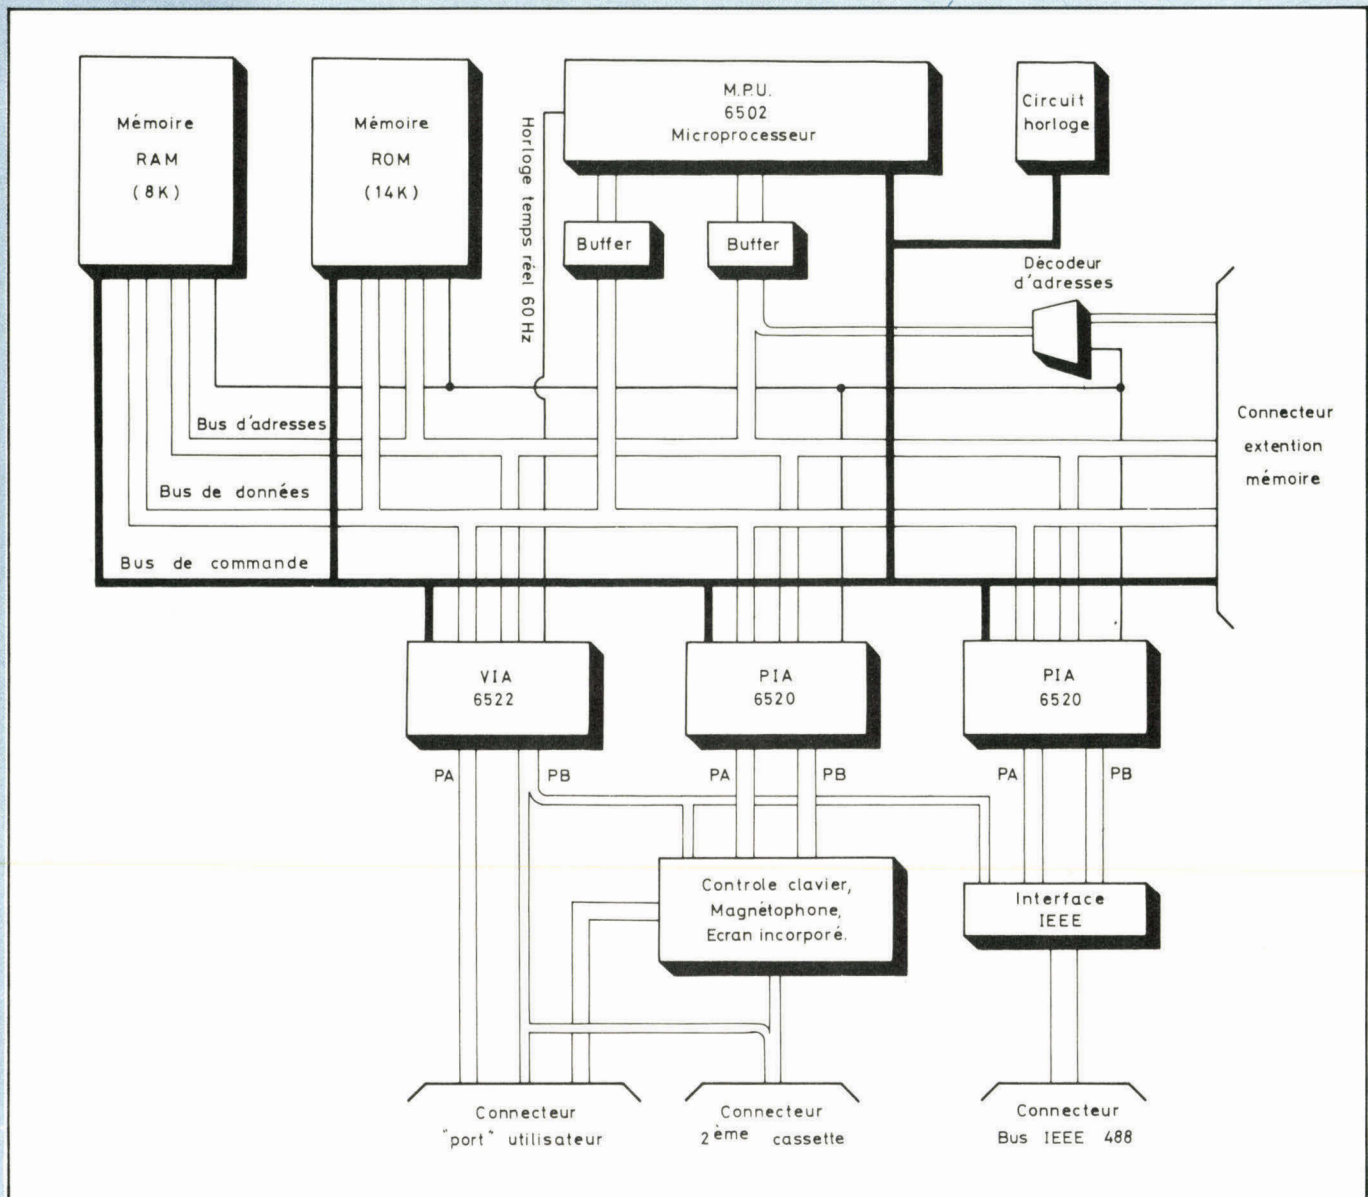 Mémoire
RAM
(8K)
Mémoire
ROM
(14K)
Horloge temps réel 60Hz
M.P.U.
6502
Microprocesseur
Circuit
horloge
Buffer
Buffer
Décodeur
d'adresses
Bus d'adresses
Bus de données
Bus de commande
Connecteur
extention
mémoire
VIA
6522
PIA
6520
PIA
6520
PA
PB
PA
PB
PA
PB
Controle clavier,
Magnétophone,
Ecran incorporé.
Interface
IEEE
Connecteur
"port" utilisateur
Connecteur
2ème cassette
Connecteur
Bus IEEE 488